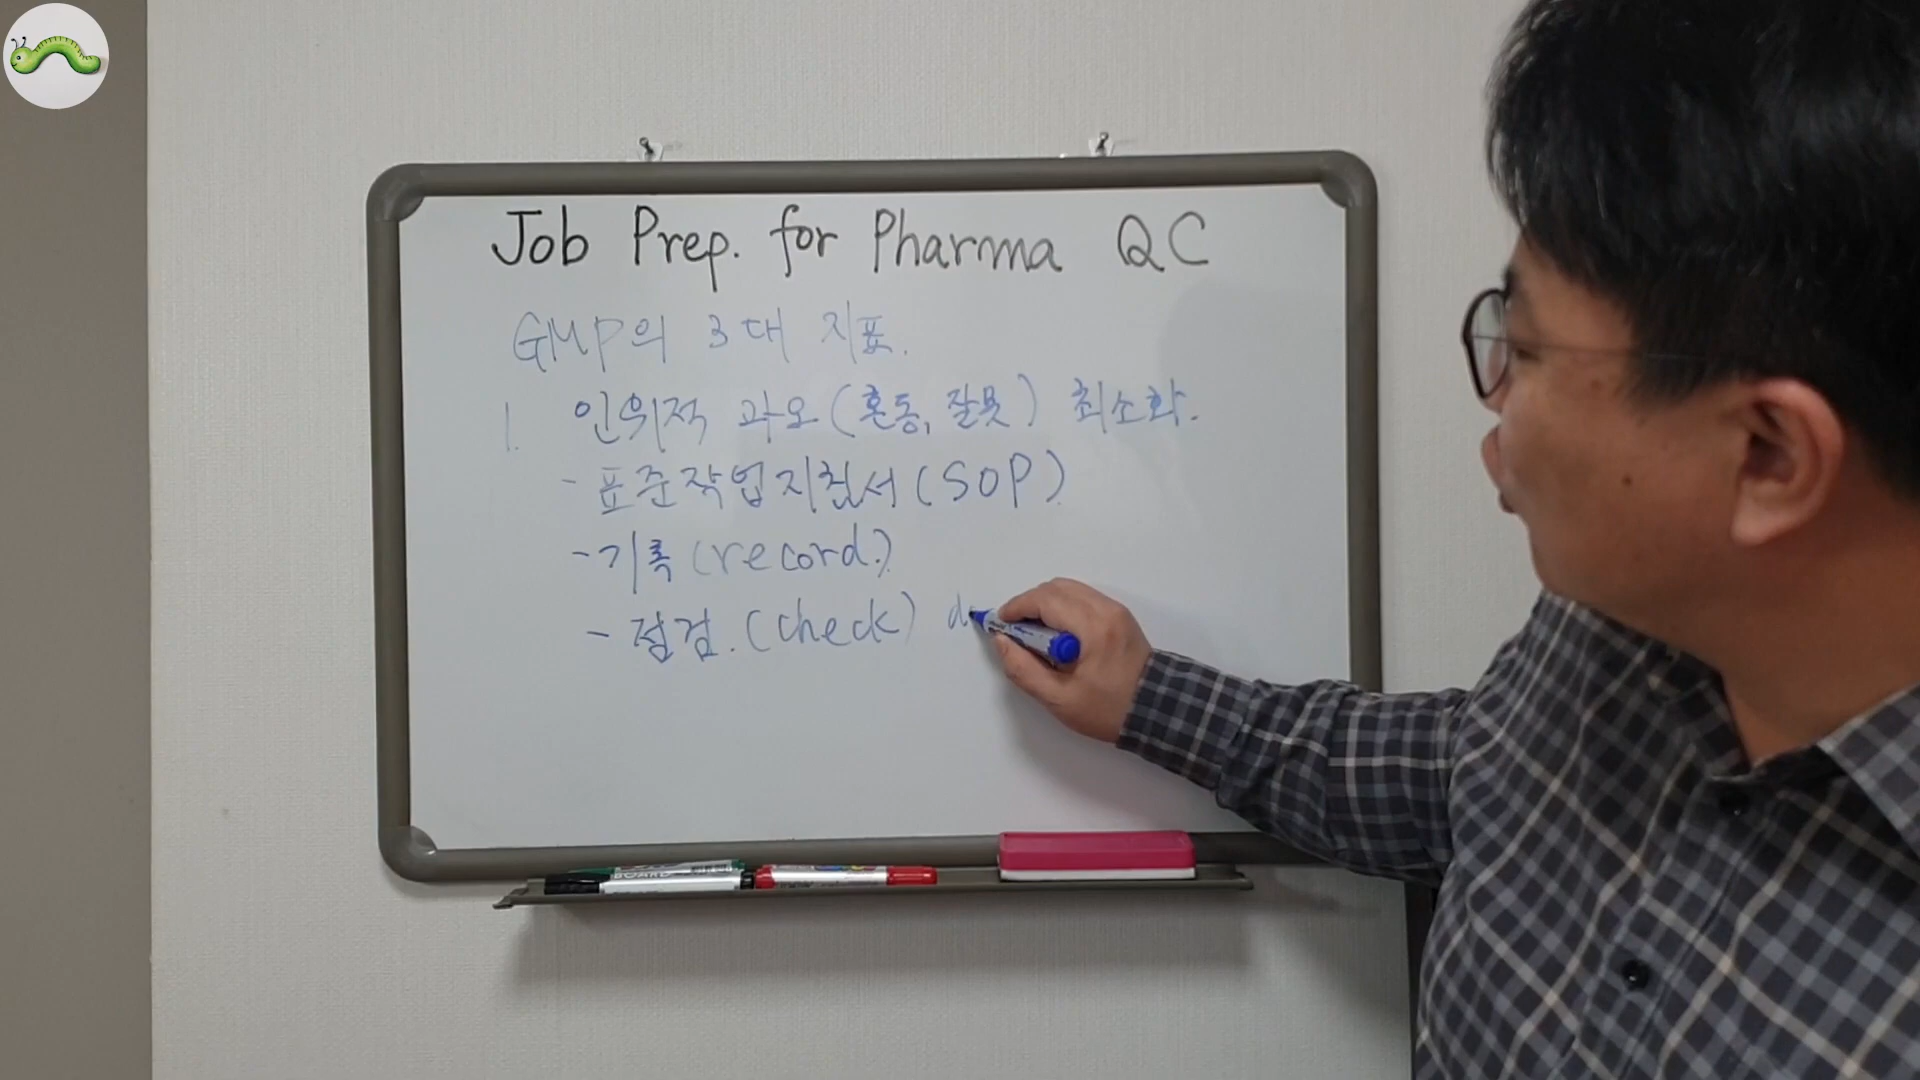 Job Prep. for Pharma QC
GMP의 3대 지표.
1. 인위적 과오(혼동, 잘못) 최소화.
- 표준작업지침서(SOP)
- 기록(record.)
- 점검.(check)
BOARD